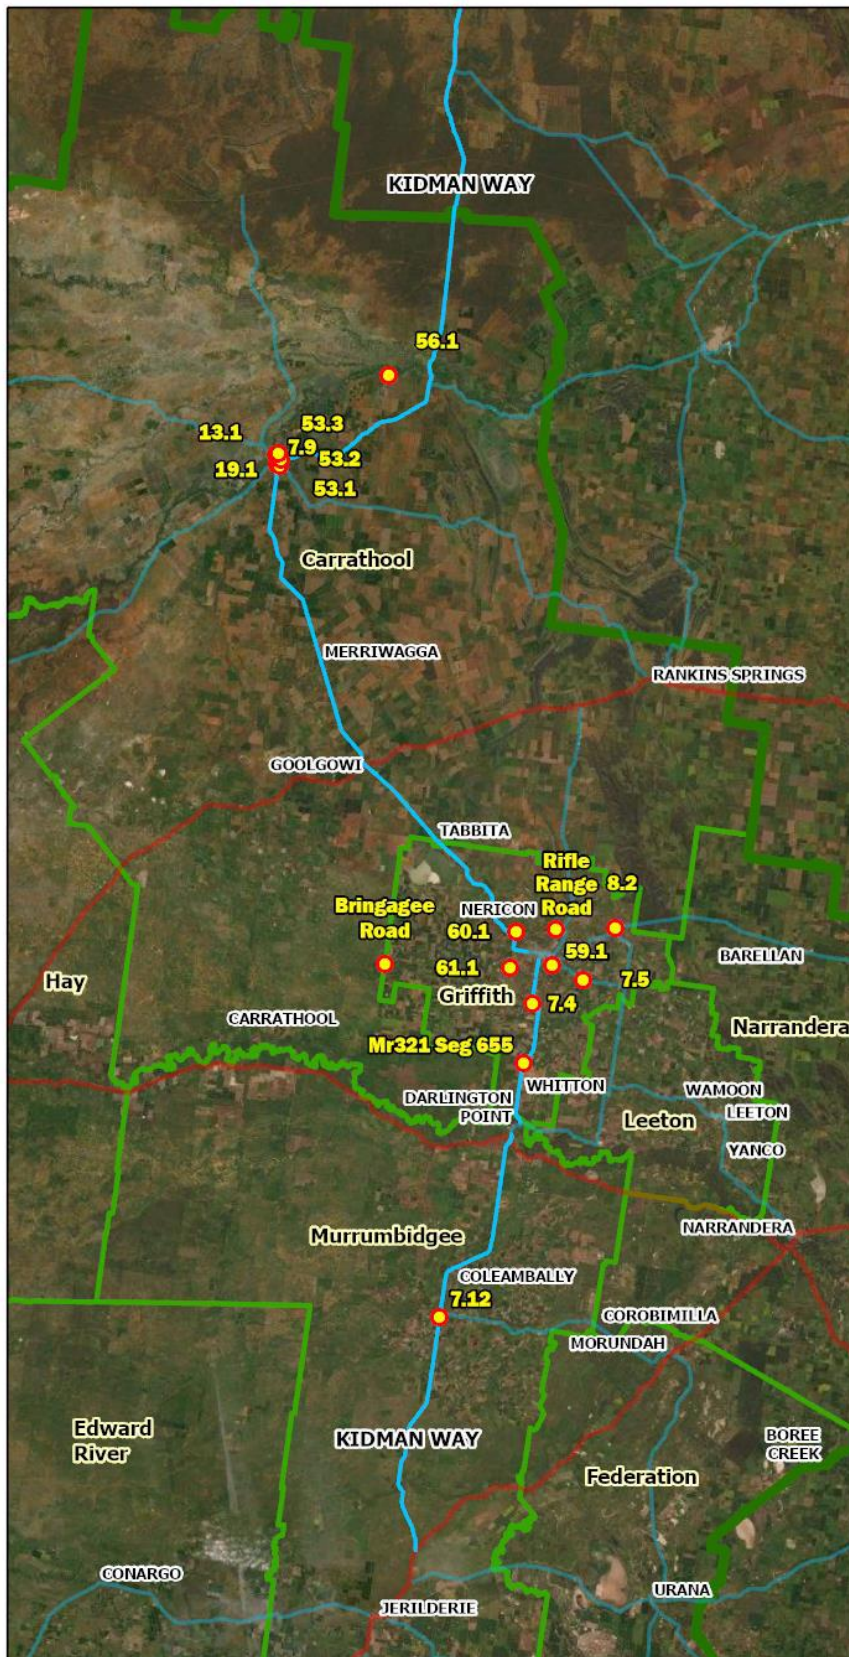 KIDMAN WAY
56.1
53.3
13.1
7.9
53.2
19.1
53.1
Carrathool
MERRIWAGGA
RANKINS SPRINGS
GOOLGOWI
TABBITA
Rifle
Range
Road
8.2
Bringagee
Road
NERICON
60.1
59.1
BARELLAN
61.1
7.5
Hay
Griffith
7.4
CARRATHOOL
Narrandera
Mr321 Seg 655
WHITTON
WAMOON
DARLINGTON
POINT
LEETON
Leeton
YANCO
NARRANDERA
Murrumbidgee
COLEAMBALLY
7.12
COROBIMILLA
MORUNDAH
Edward
River
KIDMAN WAY
BOREE
CREEK
Federation
CONARGO
URANA
JERILDERIE